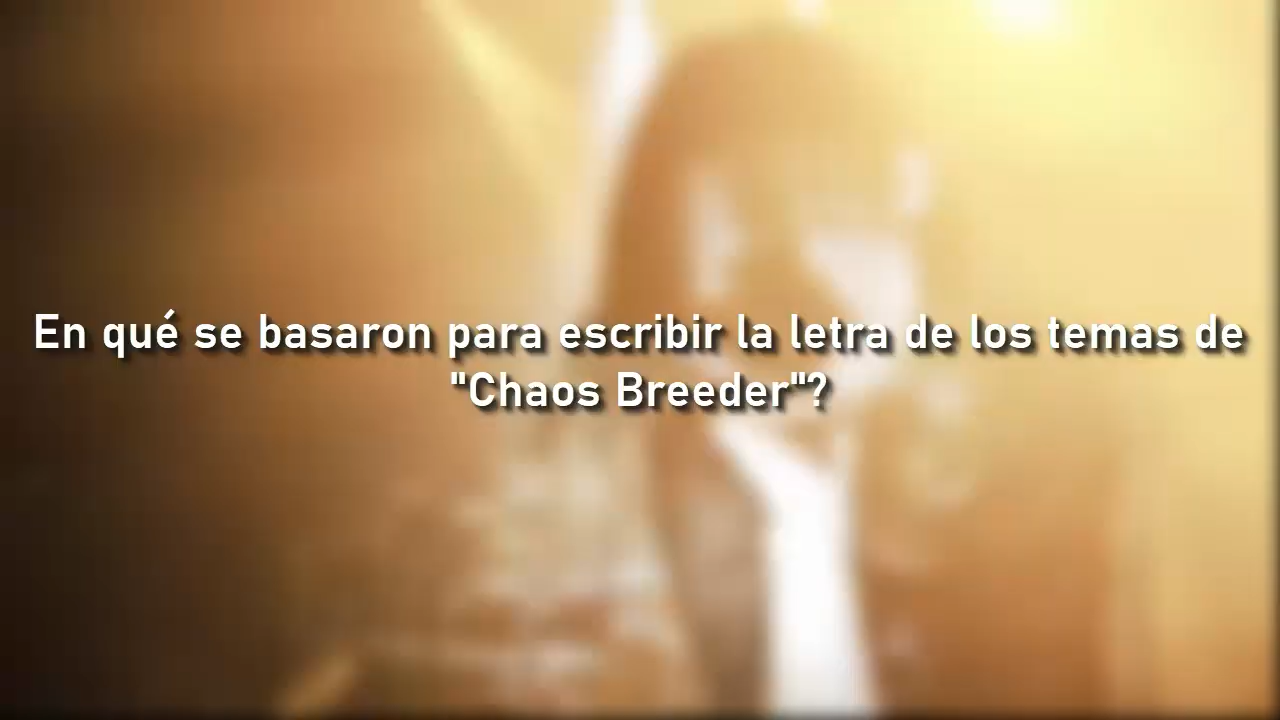 En qué se basaron para escribir la letra de los temas de
"Chaos Breeder"?